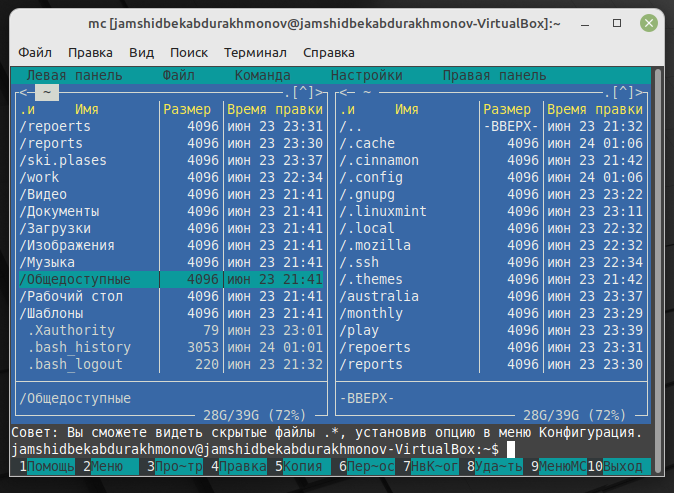 mc [jamshidbekabdurakhmonov@jamshidbekabdurakhmonov-VirtualBox]:~
Файл Правка Вид Поиск Терминал Справка
Левая панель Файл Команда Настройки Правая панель
<─ ~ .[^]> <─ ~ .[^]>
.и Имя Размер Время правки .и Имя Размер Время правки
/repoerts 4096 июн 23 23:31 /.. -ВВЕРХ- июн 23 21:32
/reports 4096 июн 23 23:30 /.cache 4096 июн 24 01:06
/ski.plases 4096 июн 23 23:37 /.cinnamon 4096 июн 23 21:42
/work 4096 июн 23 22:34 /.config 4096 июн 24 01:06
/Видео 4096 июн 23 21:41 /.gnupg 4096 июн 23 23:22
/Документы 4096 июн 23 21:41 /.linuxmint 4096 июн 23 23:11
/Загрузки 4096 июн 23 21:41 /.local 4096 июн 23 22:32
/Изображения 4096 июн 23 21:41 /.mozilla 4096 июн 23 22:32
/Музыка 4096 июн 23 21:41 /.ssh 4096 июн 23 22:34
/Общедоступные 4096 июн 23 21:41 /.themes 4096 июн 23 21:42
/Рабочий стол 4096 июн 23 21:41 /australia 4096 июн 23 23:37
/Шаблоны 4096 июн 23 21:41 /monthly 4096 июн 23 23:29
.Xauthority 79 июн 23 23:01 /play 4096 июн 23 23:39
.bash_history 3053 июн 24 01:01 /repoerts 4096 июн 23 23:31
.bash_logout 220 июн 23 21:32 /reports 4096 июн 23 23:30
/Общедоступные -ВВЕРХ-
28G/39G (72%) 28G/39G (72%)
Совет: Вы сможете видеть скрытые файлы .*, установив опцию в меню Конфигурация.
jamshidbekabdurakhmonov@jamshidbekabdurakhmonov-VirtualBox:~$
1Помощь 2Меню 3Про~тр 4Правка 5Копия 6Пер~ос 7НвК~ог 8Уда~ть 9МенюMC 10Выход